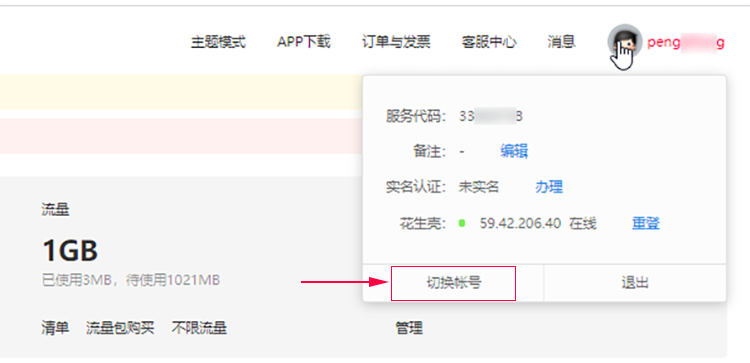 主题模式 APP下载 订单与发票 客服中心 消息 peng g
服务代码: 33 B
备注: - 编辑
实名认证: 未实名 办理
花生壳: 59.42.206.40 在线 重登
切换帐号 退出
流量
1GB
已使用3MB，待使用1021MB
清单 流量包购买 不限流量 管理